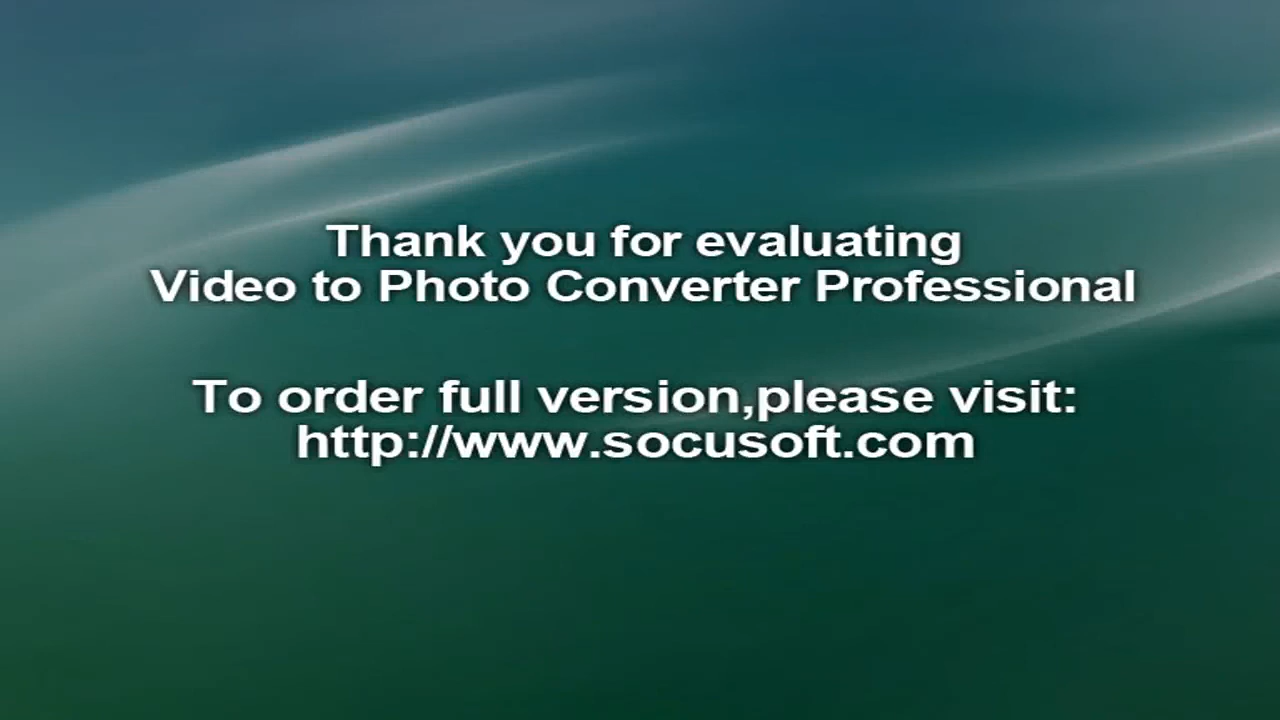 Thank you for evaluating
Video to Photo Converter Professional
To order full version,please visit:
http://www.socusoft.com